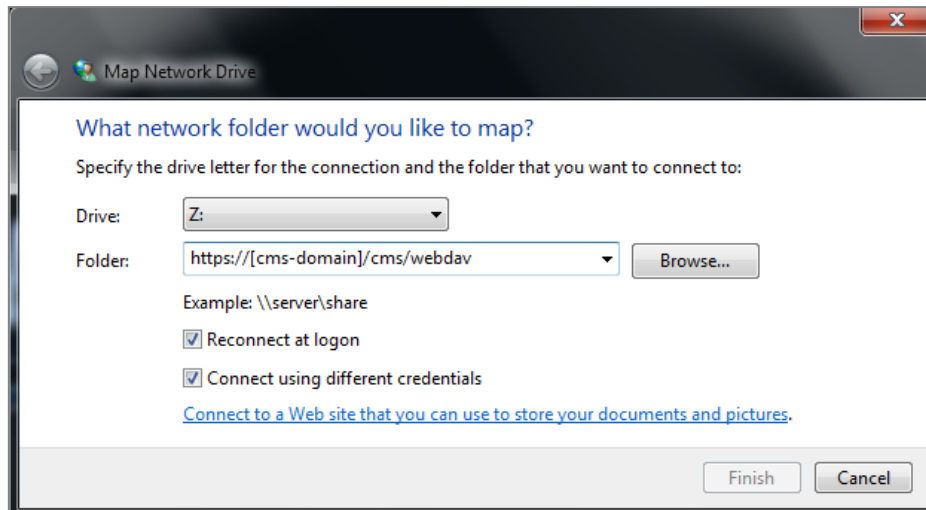 Map Network Drive
What network folder would you like to map?
Specify the drive letter for the connection and the folder that you want to connect to:
Drive: Z:
Folder: https://[cms-domain]/cms/webdav Browse...
Example: \\server\share
Reconnect at logon
Connect using different credentials
Connect to a Web site that you can use to store your documents and pictures.
Finish Cancel